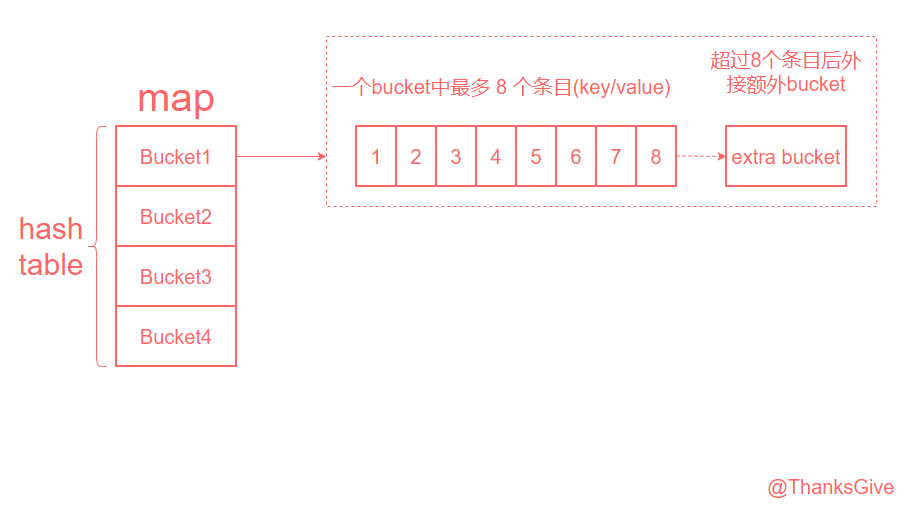 map
hash
table
Bucket1
Bucket2
Bucket3
Bucket4
一个bucket中最多 8 个条目(key/value)
超过8个条目后外
接额外bucket
1 2 3 4 5 6 7 8
extra bucket
@ThanksGive